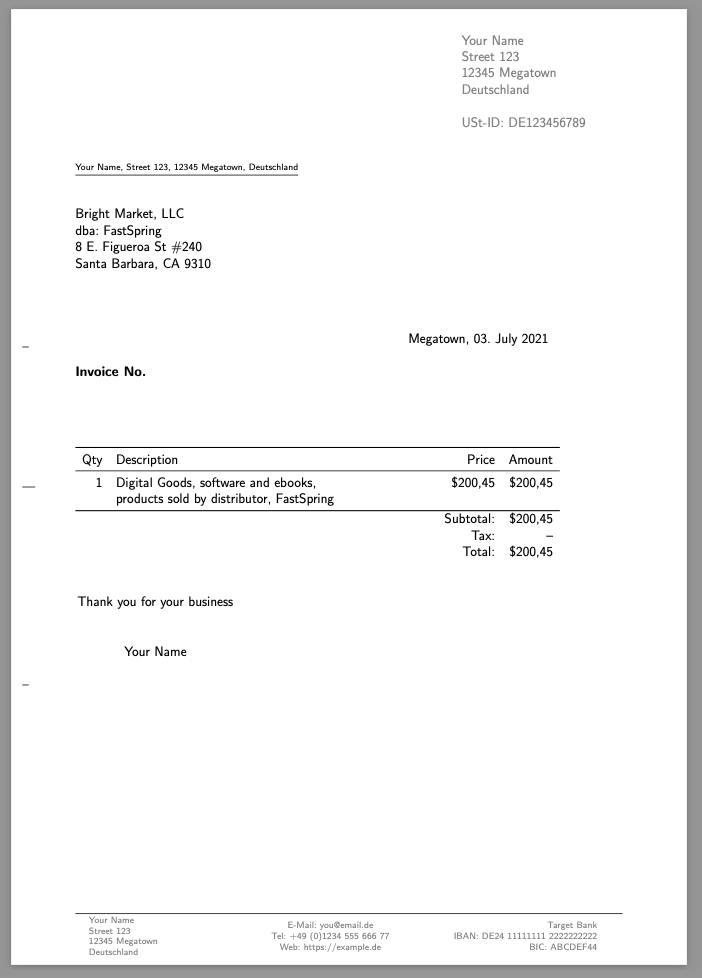 Your Name
Street 123
12345 Megatown
Deutschland
USt-ID: DE123456789
Your Name, Street 123, 12345 Megatown, Deutschland
Bright Market, LLC
dba: FastSpring
8 E. Figueroa St #240
Santa Barbara, CA 9310
Megatown, 03. July 2021
Invoice No.
Qty Description Price Amount
1 Digital Goods, software and ebooks, $200,45 $200,45
products sold by distributor, FastSpring
Subtotal: $200,45
Tax: –
Total: $200,45
Thank you for your business
Your Name
Your Name
Street 123
12345 Megatown
Deutschland
E-Mail: you@email.de
Tel: +49 (0)1234 555 666 77
Web: https://example.de
Target Bank
IBAN: DE24 11111111 2222222222
BIC: ABCDEF44